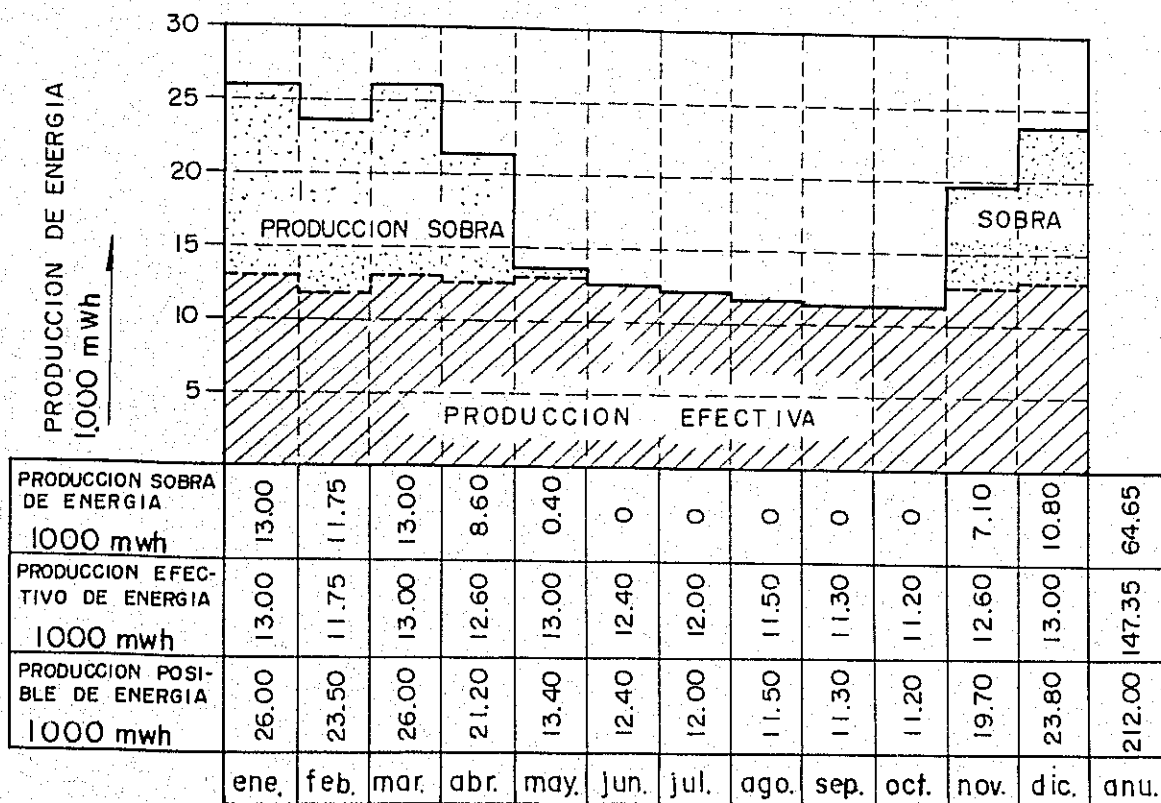 PRODUCCION DE ENERGIA
1,000 mWh
30
25
20
15
10
5
PRODUCCION SOBRA
SOBRA
PRODUCCION EFECTIVA
PRODUCCION SOBRA
DE ENERGIA
1000 mwh
13.00 11.75 13.00 8.60 0.40 0 0 0 0 0 7.10 10.80 64.65
PRODUCCION EFEC-
TIVO DE ENERGIA
1000 mwh
13.00 11.75 13.00 12.60 13.00 12.40 12.00 11.50 11.30 11.20 12.60 13.00 147.35
PRODUCCION POSI-
BLE DE ENERGIA
1000 mwh
26.00 23.50 26.00 21.20 13.40 12.40 12.00 11.50 11.30 11.20 19.70 23.80 212.00
ene. feb. mar. abr. may. jun. jul. ago. sep. oct. nov. dic. anu.